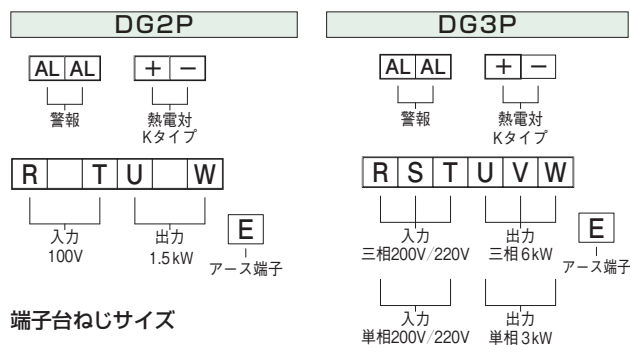 DG2P
AL AL
+ −
警報
熱電対
Kタイプ
R T U W
入力
100V
出力
1.5kW
E
アース端子
端子台ねじサイズ
DG3P
AL AL
+ −
警報
熱電対
Kタイプ
R S T U V W
入力
三相200V/220V
出力
三相6kW
E
アース端子
入力
単相200V/220V
出力
単相3kW